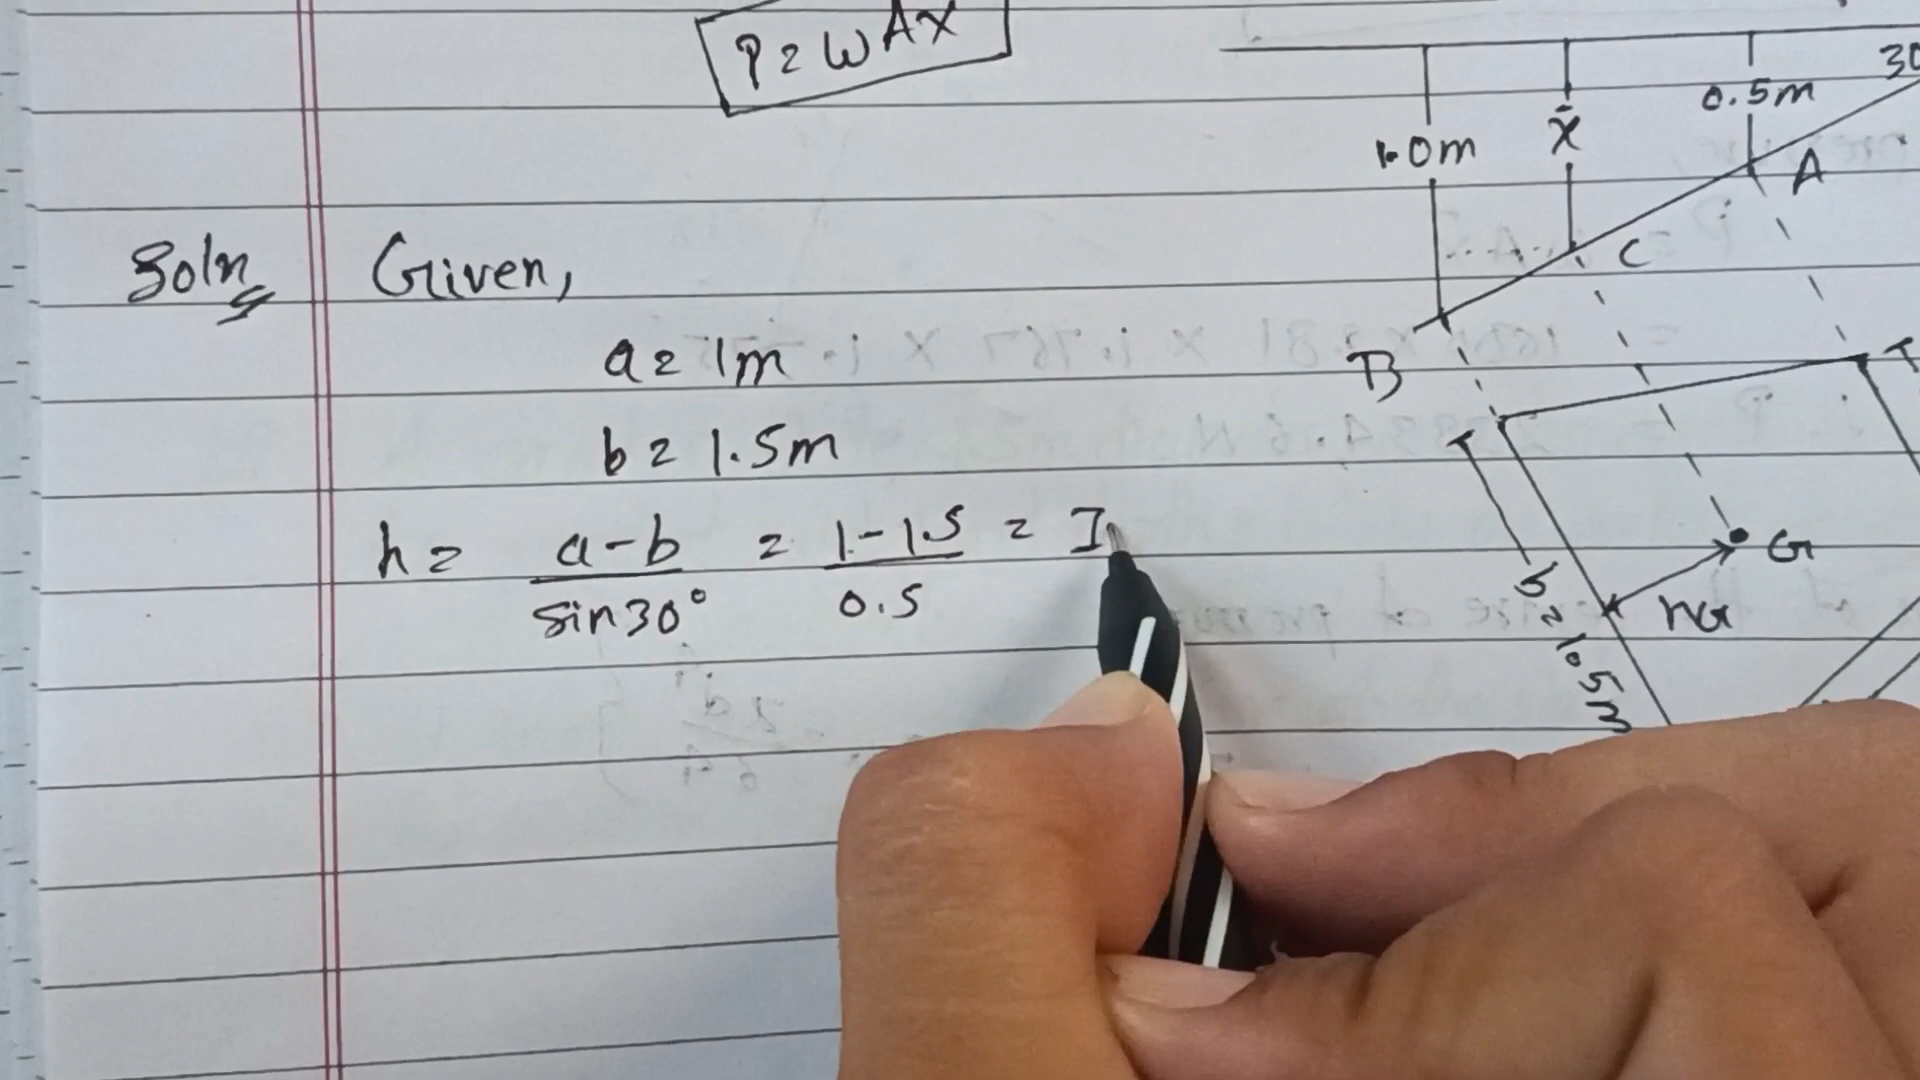 P = WAX
Soln Given,
a = 1m
b = 1.5m
h = a-b / sin30° = 1-1.5 / 0.5 =
1.0m
x̄
0.5m
30
A
C
B
G
hG
b = 1.5m